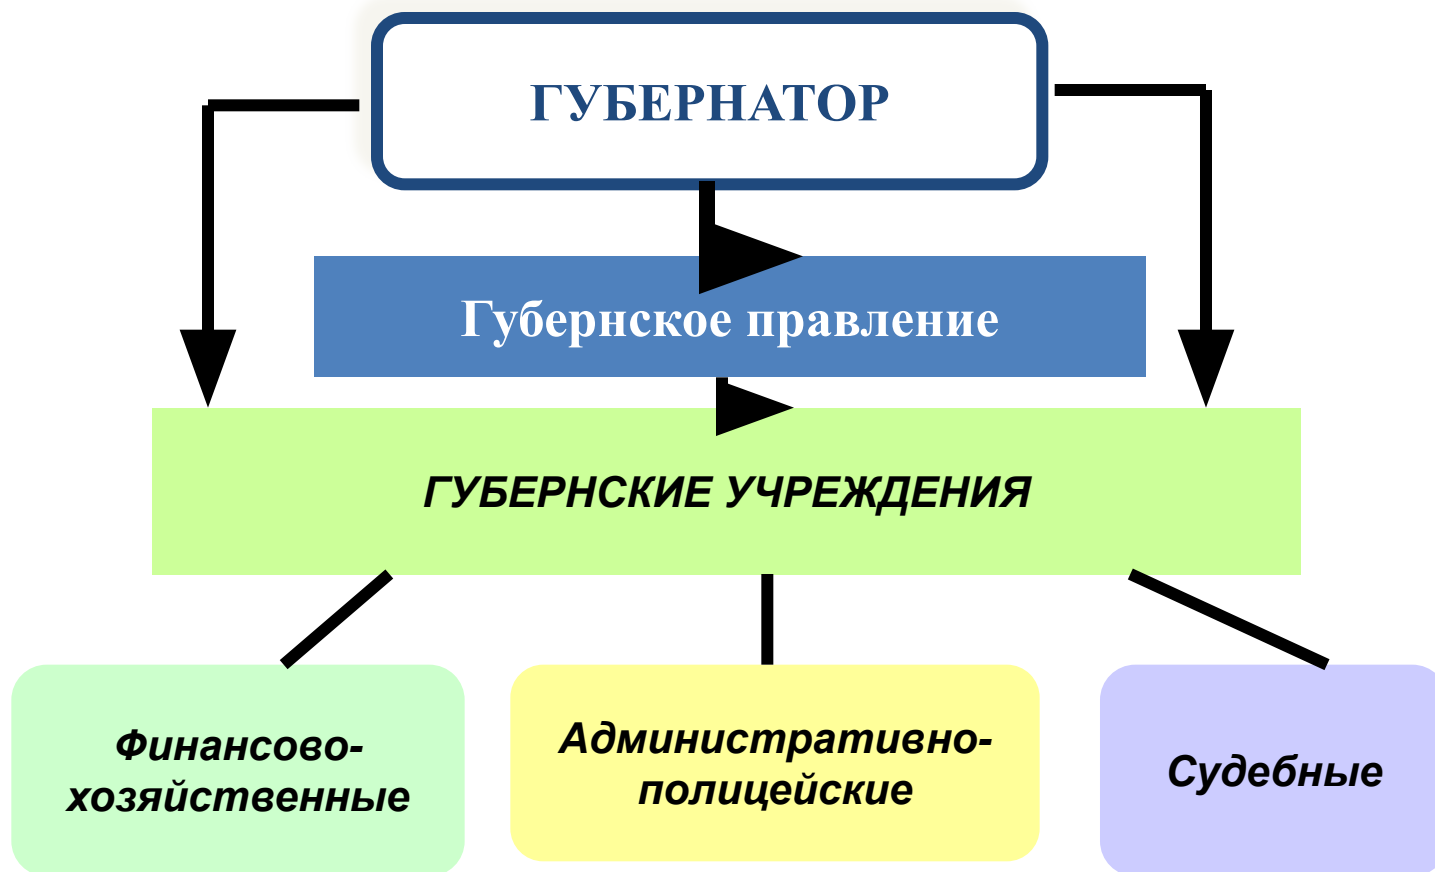 ГУБЕРНАТОР
Губернское правление
ГУБЕРНСКИЕ УЧРЕЖДЕНИЯ
Финансово-
хозяйственные
Административно-
полицейские
Судебные